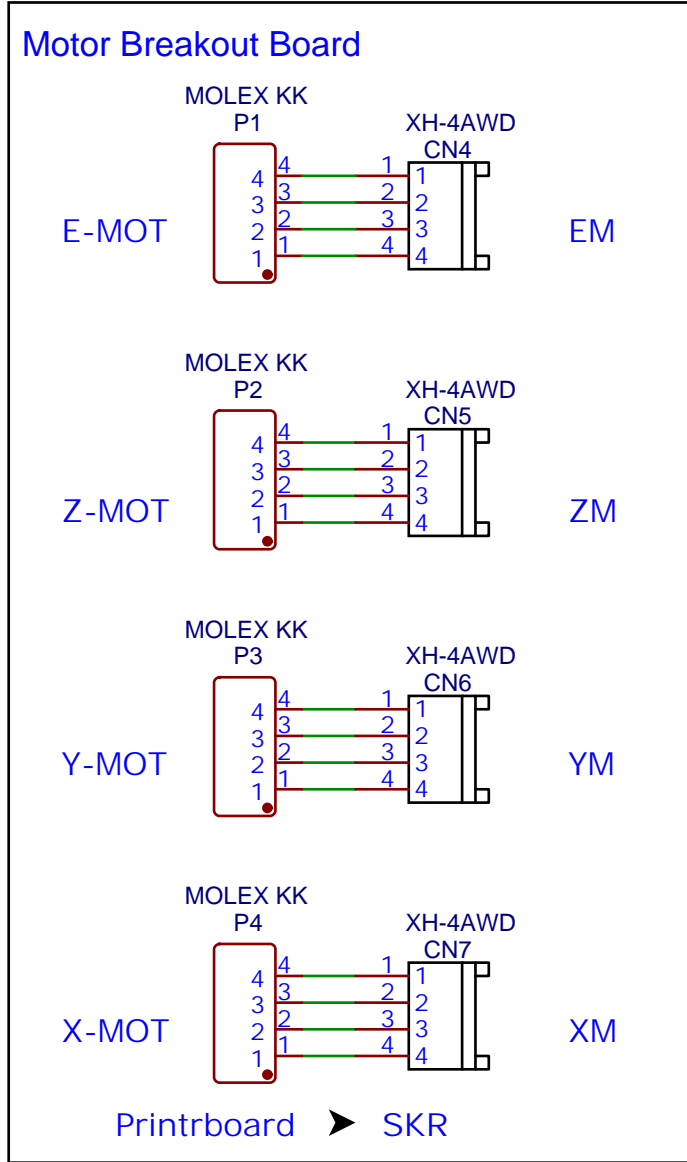 Motor Breakout Board
MOLEX KK
P1
XH-4AWD
CN4
E-MOT
4 4 1 1
3 3 2 2
2 2 3 3
1 1 4 4
EM
MOLEX KK
P2
XH-4AWD
CN5
Z-MOT
4 4 1 1
3 3 2 2
2 2 3 3
1 1 4 4
ZM
MOLEX KK
P3
XH-4AWD
CN6
Y-MOT
4 4 1 1
3 3 2 2
2 2 3 3
1 1 4 4
YM
MOLEX KK
P4
XH-4AWD
CN7
X-MOT
4 4 1 1
3 3 2 2
2 2 3 3
1 1 4 4
XM
Printrboard ➤ SKR